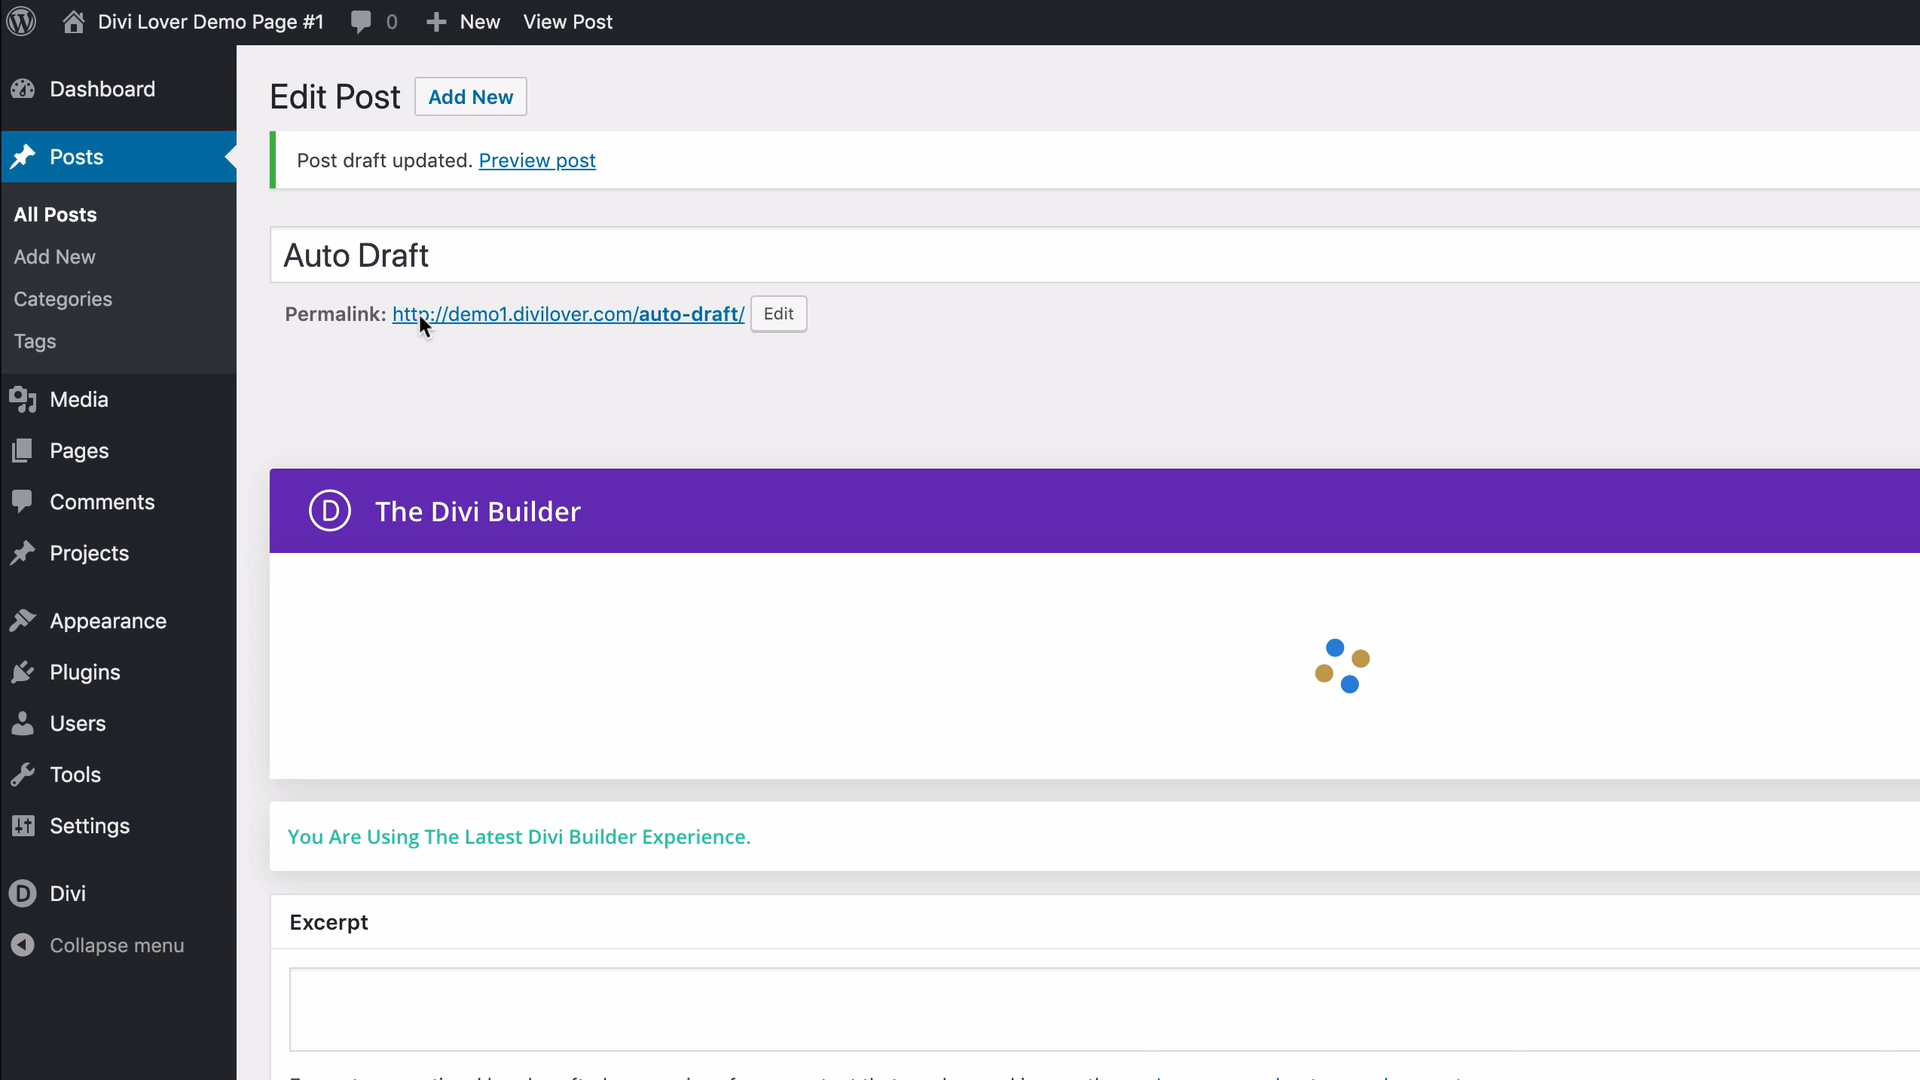 Divi Lover Demo Page #1 0 New View Post
Dashboard
Posts
All Posts
Add New
Categories
Tags
Media
Pages
Comments
Projects
Appearance
Plugins
Users
Tools
Settings
Divi
Collapse menu
Edit Post Add New
Post draft updated. Preview post
Auto Draft
Permalink: http://demo1.divilover.com/auto-draft/ Edit
D The Divi Builder
You Are Using The Latest Divi Builder Experience.
Excerpt